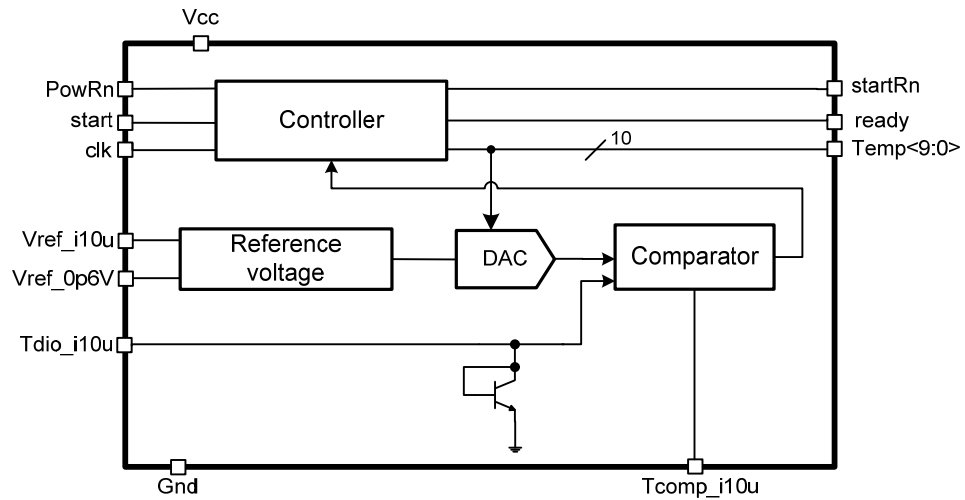 Vcc
PowRn
start
clk
Controller
startRn
ready
10
Temp<9:0>
Vref_i10u
Vref_0p6V
Reference
voltage
DAC
Comparator
Tdio_i10u
Gnd
Tcomp_i10u